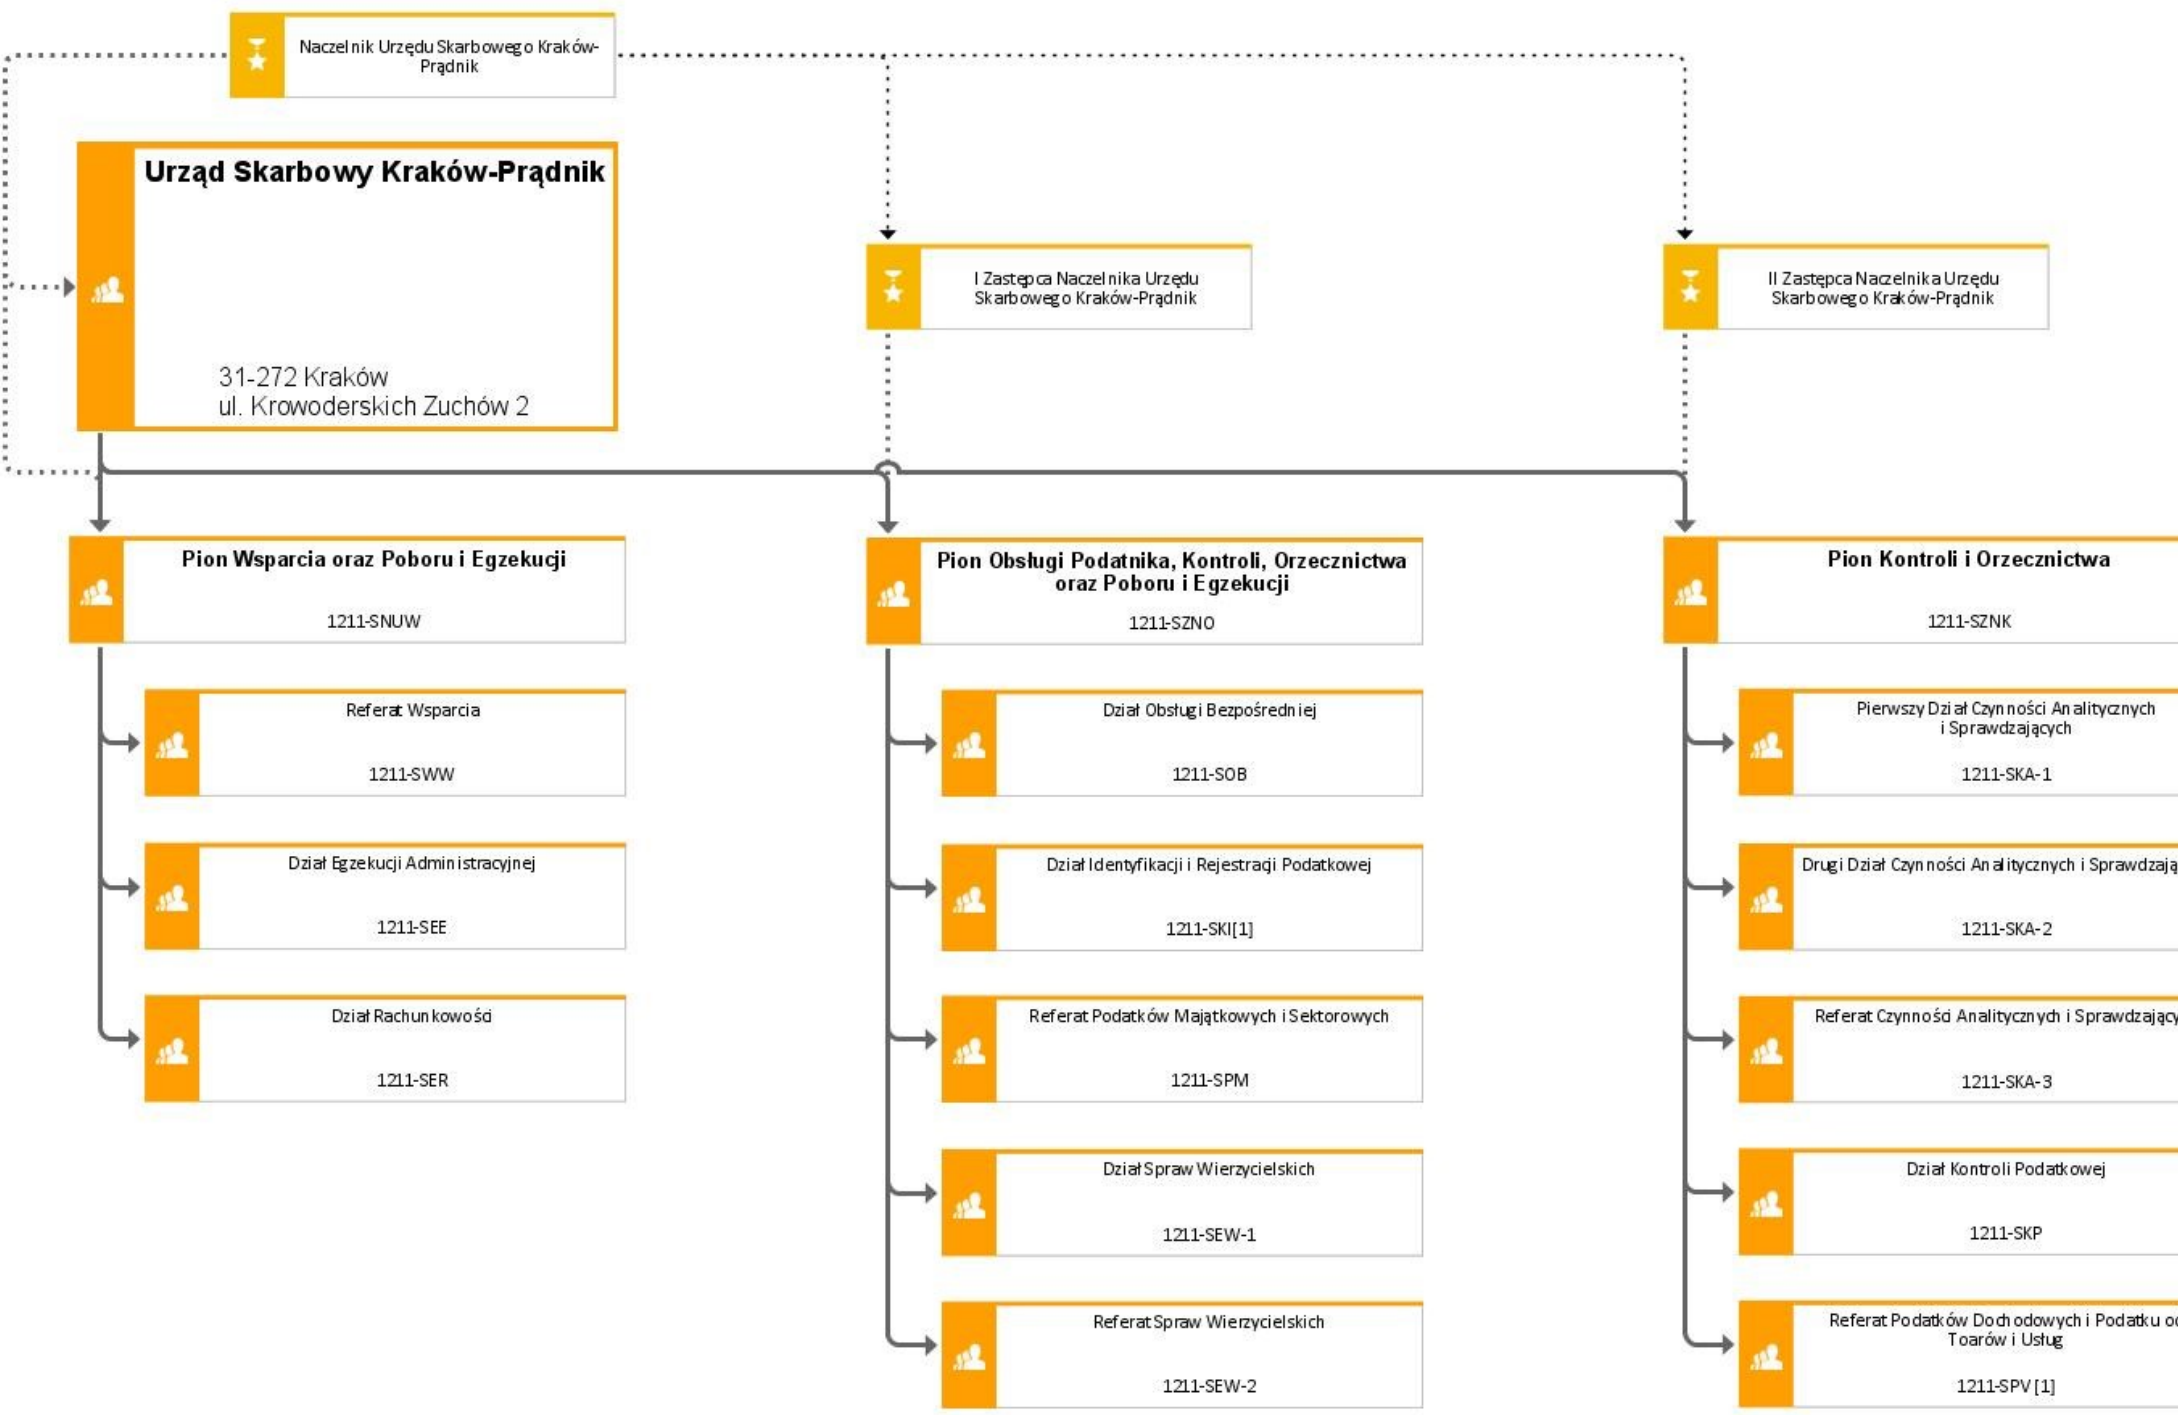 Naczelnik Urzędu Skarbowego Kraków-
Prądnik
Urząd Skarbowy Kraków-Prądnik
31-272 Kraków
ul. Krowoderskich Zuchów 2
I Zastępca Naczelnika Urzędu
Skarbowego Kraków-Prądnik
II Zastępca Naczelnika Urzędu
Skarbowego Kraków-Prądnik
Pion Wsparcia oraz Poboru i Egzekucji
1211-SNUW
Referat Wsparcia
1211-SWW
Dział Egzekucji Administracyjnej
1211-SEE
Dział Rachunkowości
1211-SER
Pion Obsługi Podatnika, Kontroli, Orzecznictwa
oraz Poboru i Egzekucji
1211-SZNO
Dział Obsługi Bezpośredniej
1211-SOB
Dział Identyfikacji i Rejestracji Podatkowej
1211-SKI[1]
Referat Podatków Majątkowych i Sektorowych
1211-SPM
Dział Spraw Wierzycielskich
1211-SEW-1
Referat Spraw Wierzycielskich
1211-SEW-2
Pion Kontroli i Orzecznictwa
1211-SZNK
Pierwszy Dział Czynności Analitycznych
i Sprawdzających
1211-SKA-1
Drugi Dział Czynności Analitycznych i
1211-SKA-2
Referat Czynności Analitycznych i
1211-SKA-3
Dział Kontroli Podatkowej
1211-SKP
Referat Podatków Dochodowych i Podatku
Toarów i Usług
1211-SPV[1]